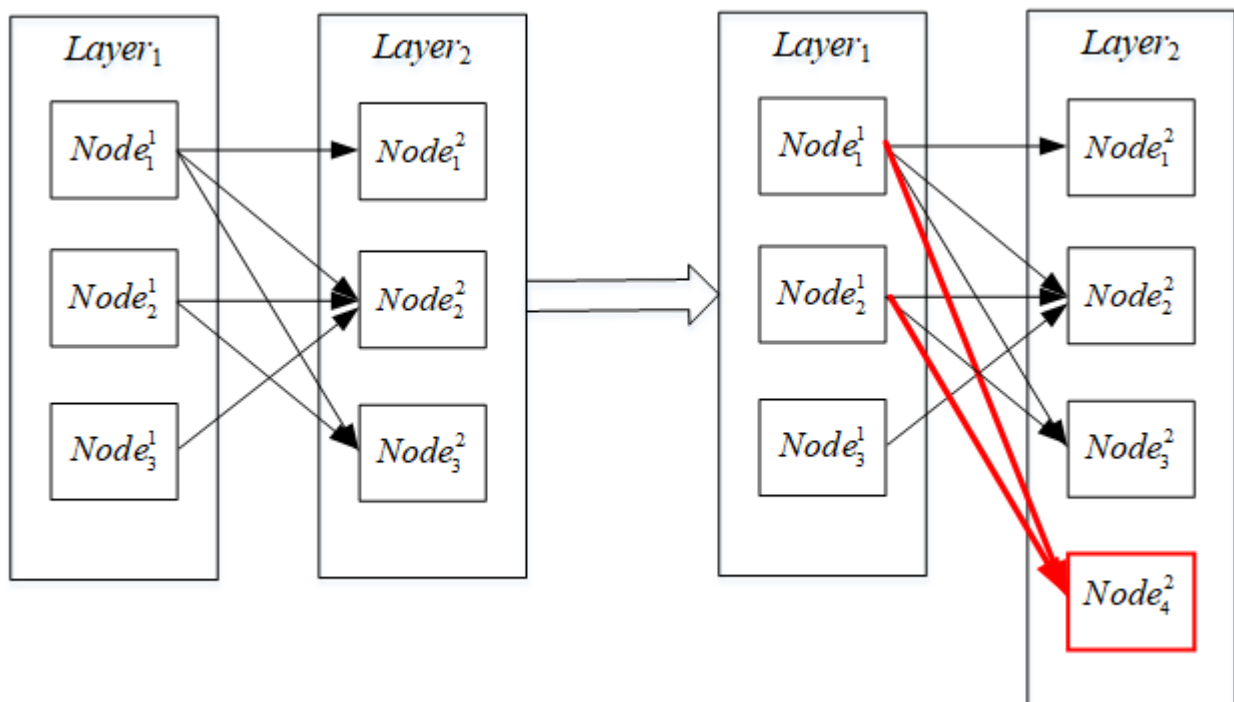 Layer₁ Layer₂ Layer₁ Layer₂
Node₁¹ Node₁² Node₁¹ Node₁²
Node₂¹ Node₂² Node₂¹ Node₂²
Node₃¹ Node₃² Node₃¹ Node₃²
Node₄²